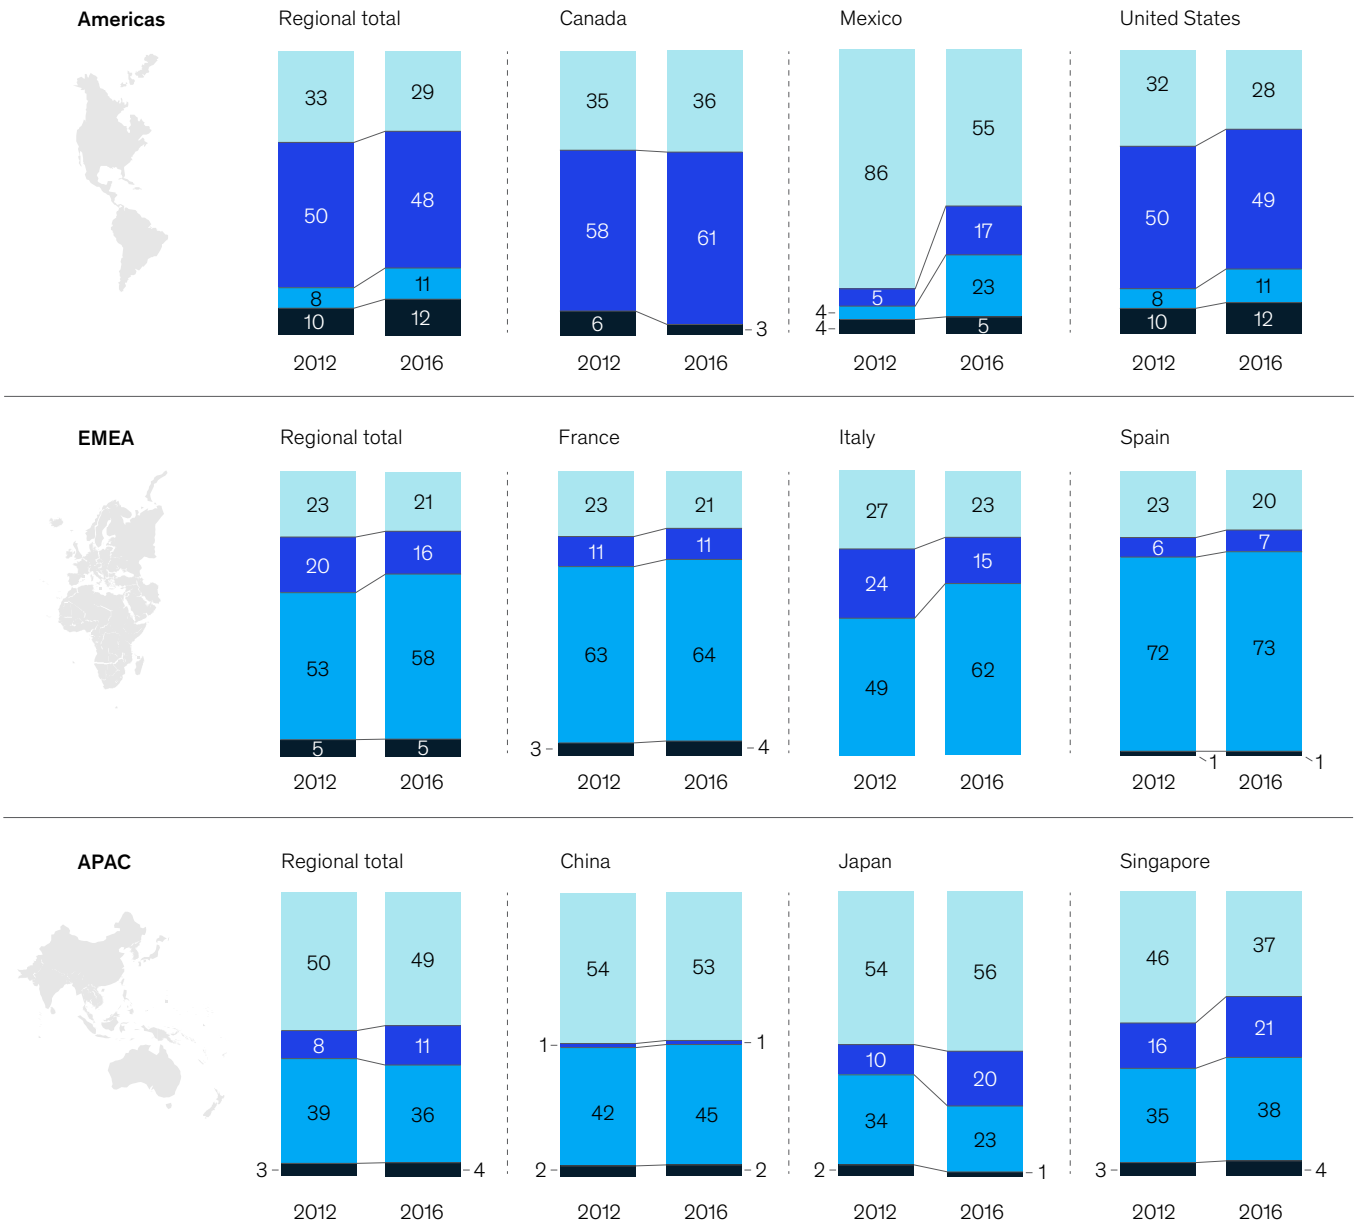 Americas Regional total Canada Mexico United States
33 29 35 36 86 55 32 28
50 48 58 61 5 17 50 49
8 11 4 23 8 11
10 12 6 3 4 5 10 12
2012 2016 2012 2016 2012 2016 2012 2016
EMEA Regional total France Italy Spain
23 21 23 21 27 23 23 20
20 16 11 11 24 15 6 7
53 58 63 64 49 62 72 73
5 5 3 4 1 1
2012 2016 2012 2016 2012 2016 2012 2016
APAC Regional total China Japan Singapore
50 49 54 53 54 56 46 37
8 11 1 1 10 20 16 21
39 36 42 45 34 23 35 38
3 4 2 2 2 1 3 4
2012 2016 2012 2016 2012 2016 2012 2016